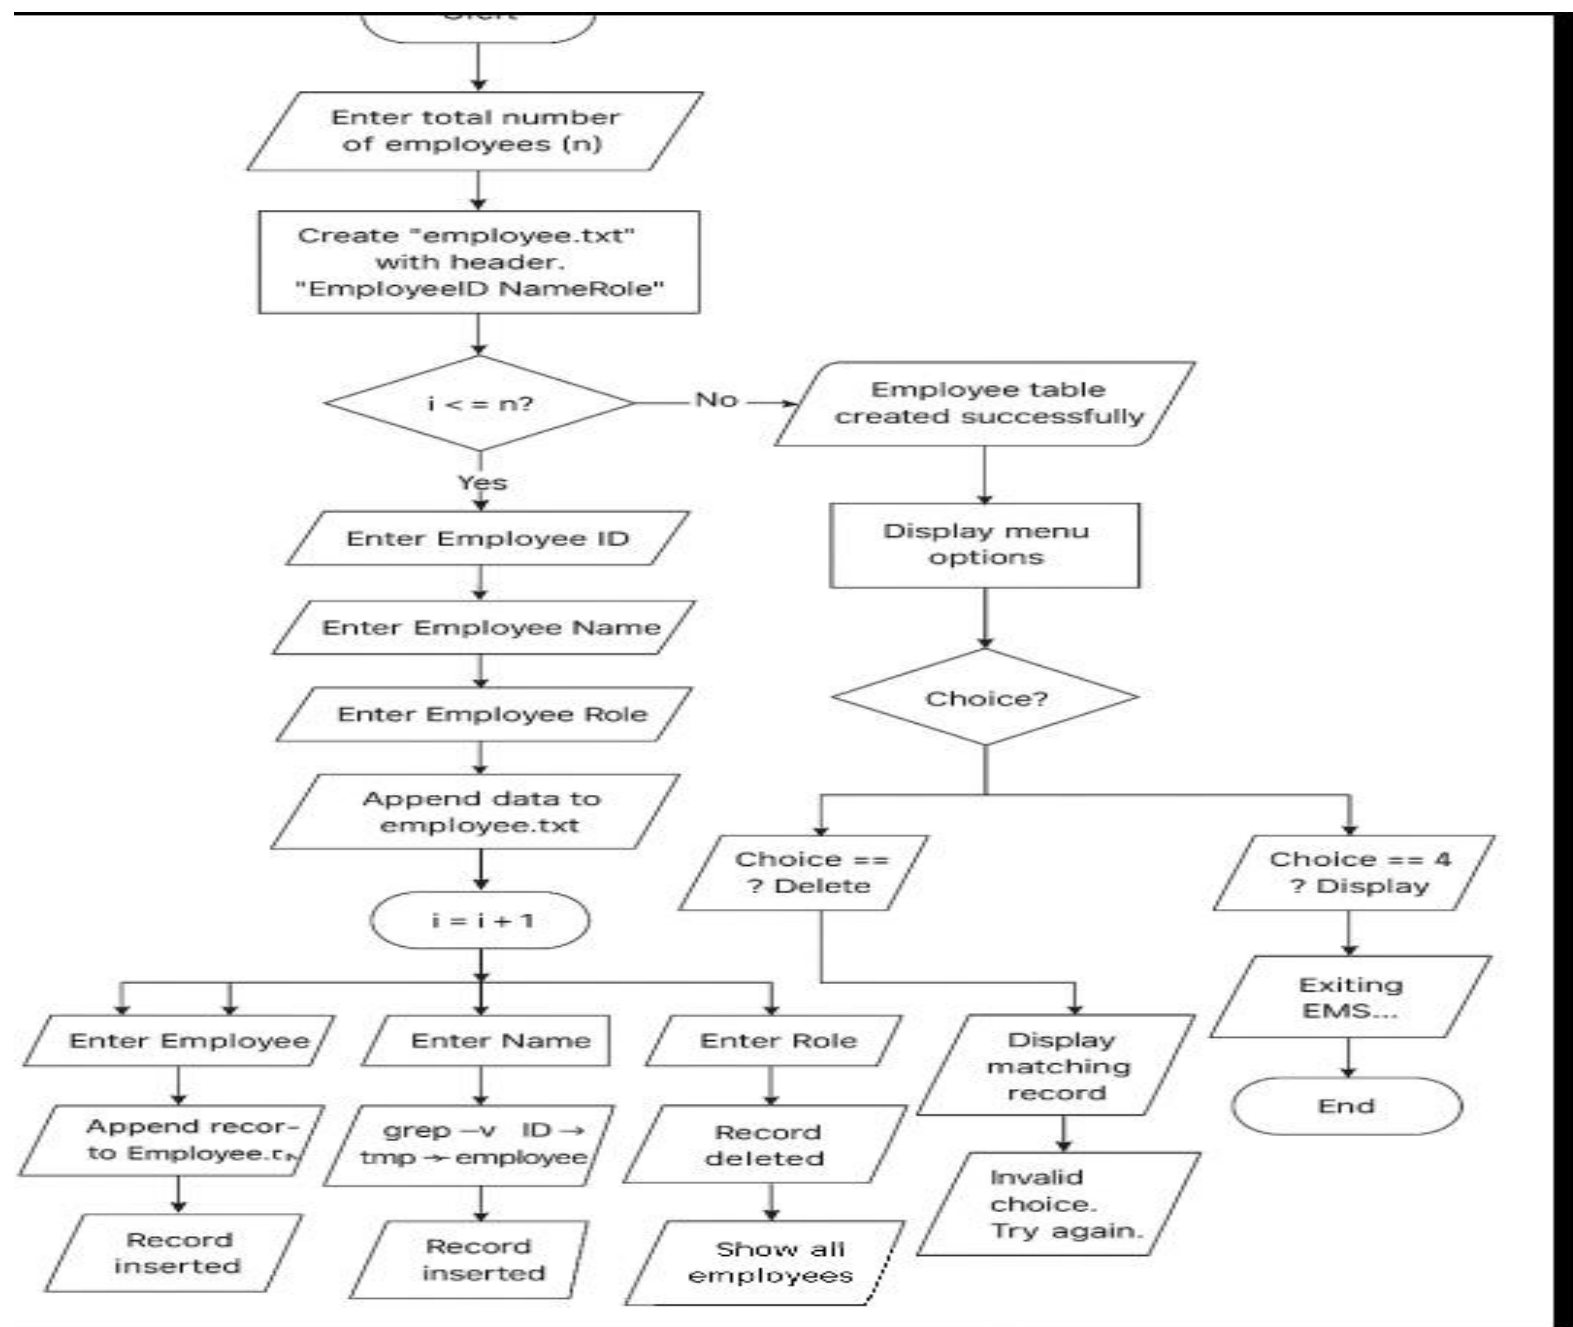 Enter total number
of employees (n)
Create "employee.txt"
with header.
"EmployeeID NameRole"
i < = n?
No
Employee table
created successfully
Yes
Enter Employee ID
Display menu
options
Enter Employee Name
Choice?
Enter Employee Role
Append data to
employee.txt
Choice ==
? Delete
Choice == 4
? Display
i = i + 1
Exiting
EMS...
Enter Employee
Enter Name
Enter Role
Display
matching
record
End
Append recor-
to
grep –v ID →
tmp → employee
Record
deleted
Invalid
choice.
Try again.
Record
inserted
Record
inserted
Show all
employees